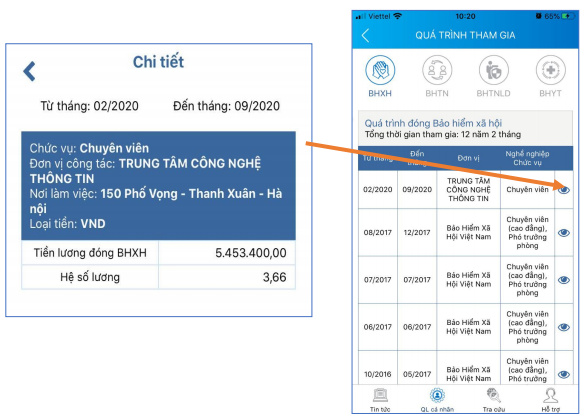 Chi tiết
Từ tháng: 02/2020 Đến tháng: 09/2020
Chức vụ: Chuyên viên
Đơn vị công tác: TRUNG TÂM CÔNG NGHỆ
THÔNG TIN
Nơi làm việc: 150 Phố Vọng - Thanh Xuân - Hà
nội
Loại tiền: VND
Tiền lương đóng BHXH 5.453.400,00
Hệ số lương 3,66
Viettel 10:20 65%
QUÁ TRÌNH THAM GIA
BHXH BHTN BHTNLD BHYT
Quá trình đóng Bảo hiểm xã hội
Tổng thời gian tham gia: 12 năm 2
tháng
Từ tháng Đến tháng Đơn vị Nghề nghiệp
Chức vụ
02/2020 09/2020 TRUNG TÂM
CÔNG NGHỆ
THÔNG TIN
Chuyên viên
08/2017 12/2017 Bảo Hiểm Xã
Hội Việt Nam
Chuyên viên
(cao đẳng),
Phó trưởng
phòng
07/2017 07/2017 Bảo Hiểm Xã
Hội Việt Nam
Chuyên viên
(cao đẳng),
Phó trưởng
phòng
06/2017 06/2017 Bảo Hiểm Xã
Hội Việt Nam
Chuyên viên
(cao đẳng),
Phó trưởng
phòng
10/2016 05/2017 Bảo Hiểm Xã
Hội Việt Nam
Chuyên viên
(cao đẳng),
Phó trưởng
Tin tức QL cá nhân Tra cứu Hỗ trợ